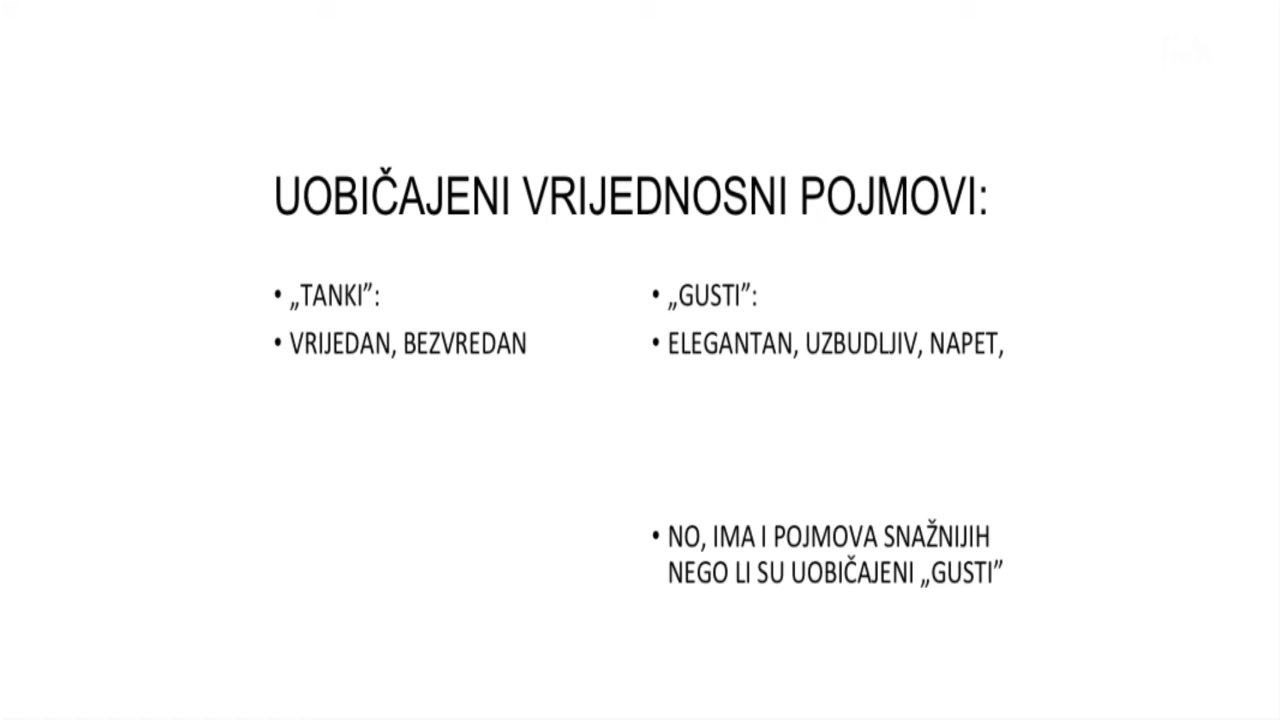 UOBIČAJENI VRIJEDNOSNI POJMOVI:
• „TANKI”:
• VRIJEDAN, BEZVREDAN
• „GUSTI”:
• ELEGANTAN, UZBUDLJIV, NAPET,
• NO, IMA I POJMOVA SNAŽNIJIH
NEGO LI SU UOBIČAJENI „GUSTI”